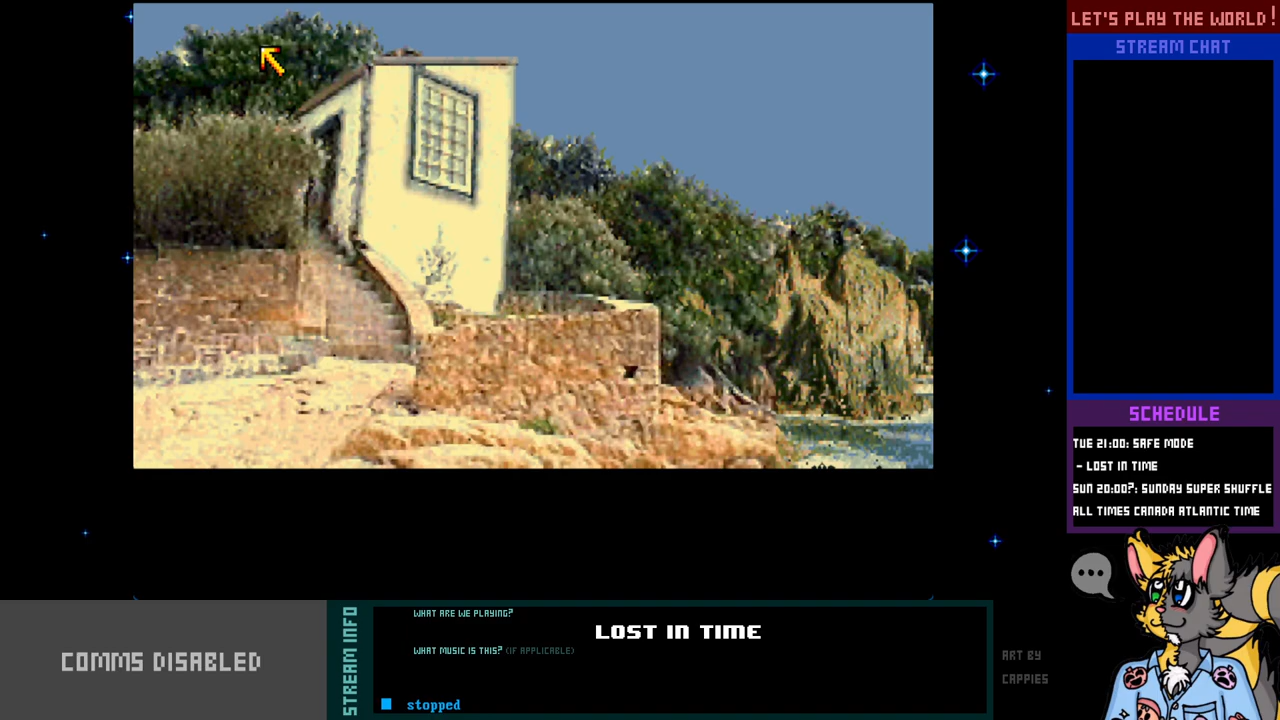 LET'S PLAY THE WORLD!
STREAM CHAT
SCHEDULE
TUE 21:00: SAFE MODE
- LOST IN TIME
SUN 20:00?: SUNDAY SUPER SHUFFLE
ALL TIMES CANADA ATLANTIC TIME
COMMS DISABLED
STREAM INFO
WHAT ARE WE PLAYING?
LOST IN TIME
WHAT MUSIC IS THIS? (IF APPLICABLE)
stopped
ART BY
CAPPIES